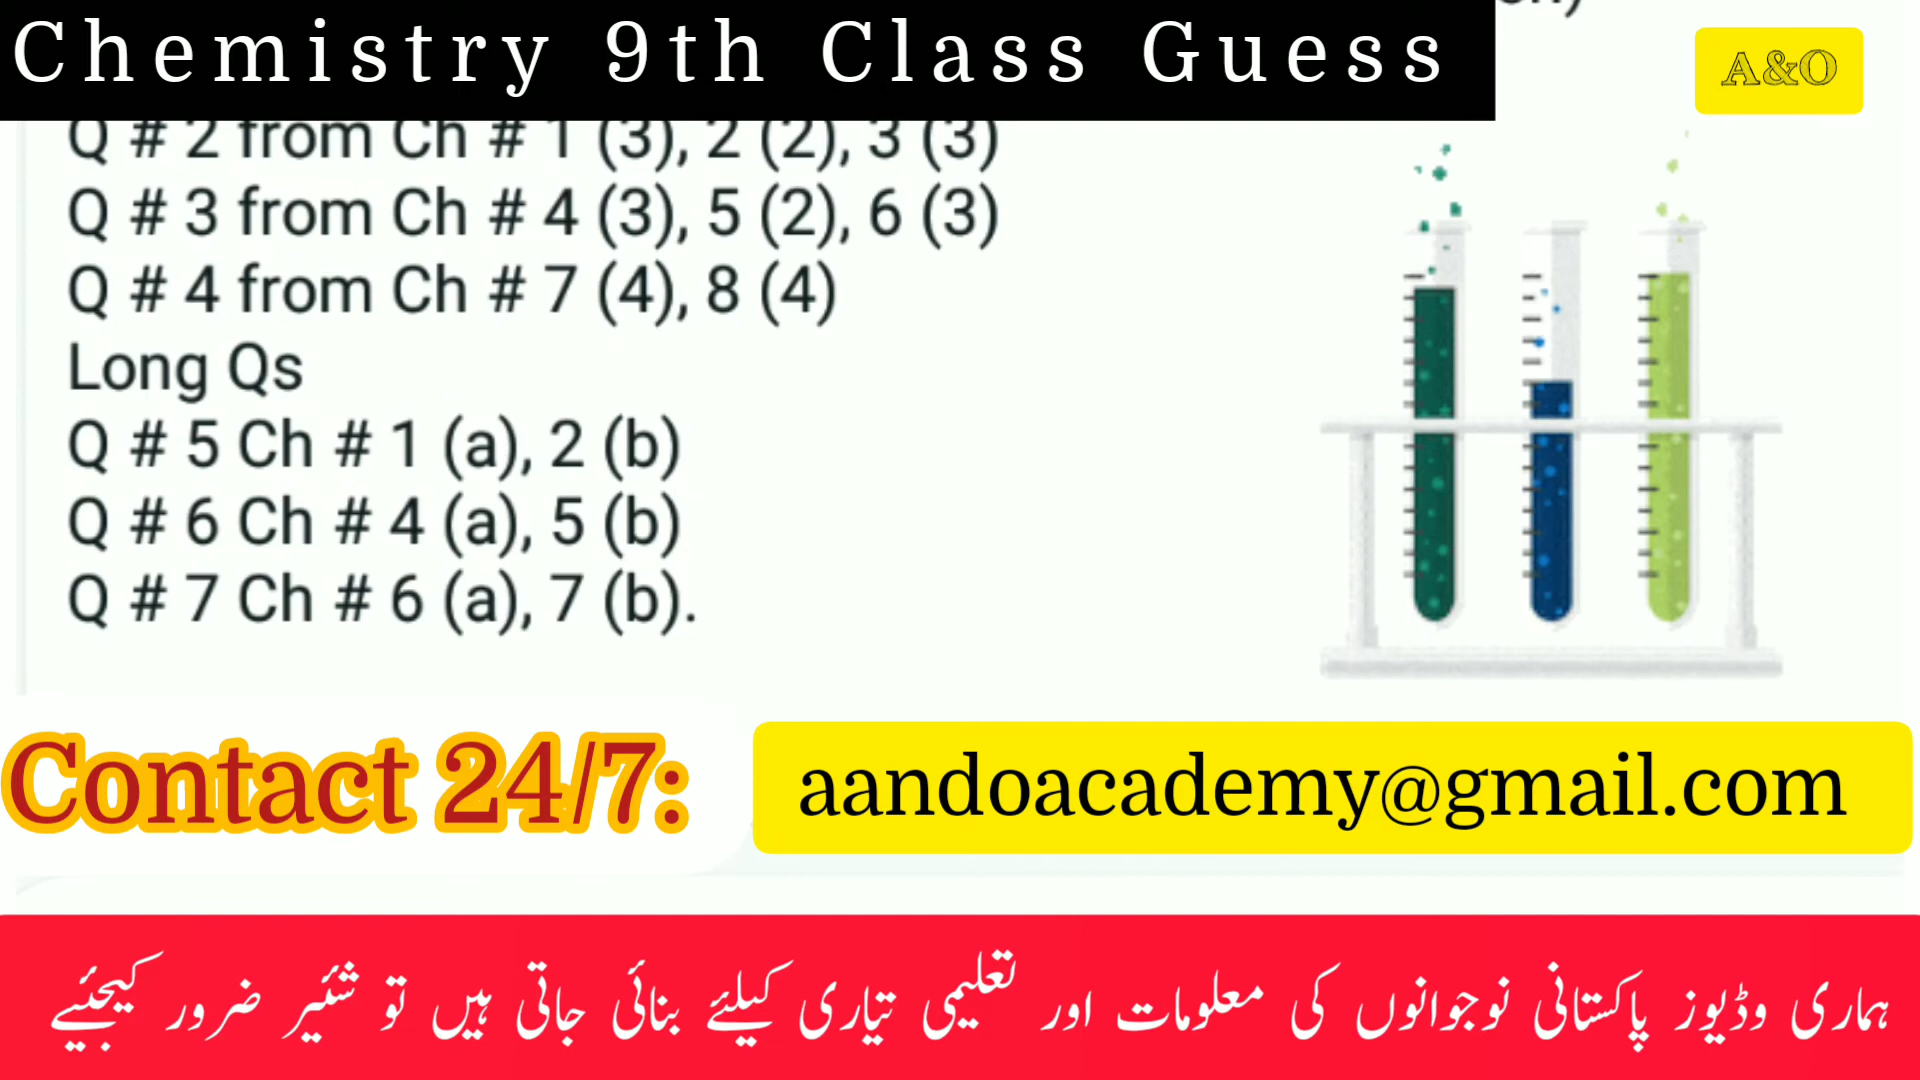 Chemistry 9th Class Guess
A&O
Q # 2 from Ch # 1 (3), 2 (2), 3 (3)
Q # 3 from Ch # 4 (3), 5 (2), 6 (3)
Q # 4 from Ch # 7 (4), 8 (4)
Long Qs
Q # 5 Ch # 1 (a), 2 (b)
Q # 6 Ch # 4 (a), 5 (b)
Q # 7 Ch # 6 (a), 7 (b).
Contact 24/7:
aandoacademy@gmail.com
ہماری وڈیوز پاکستانی نوجوانوں کی معلومات اور تعلیمی تیاری کیلئے بنائی جاتی ہیں تو شئیر ضرور کیجئیے